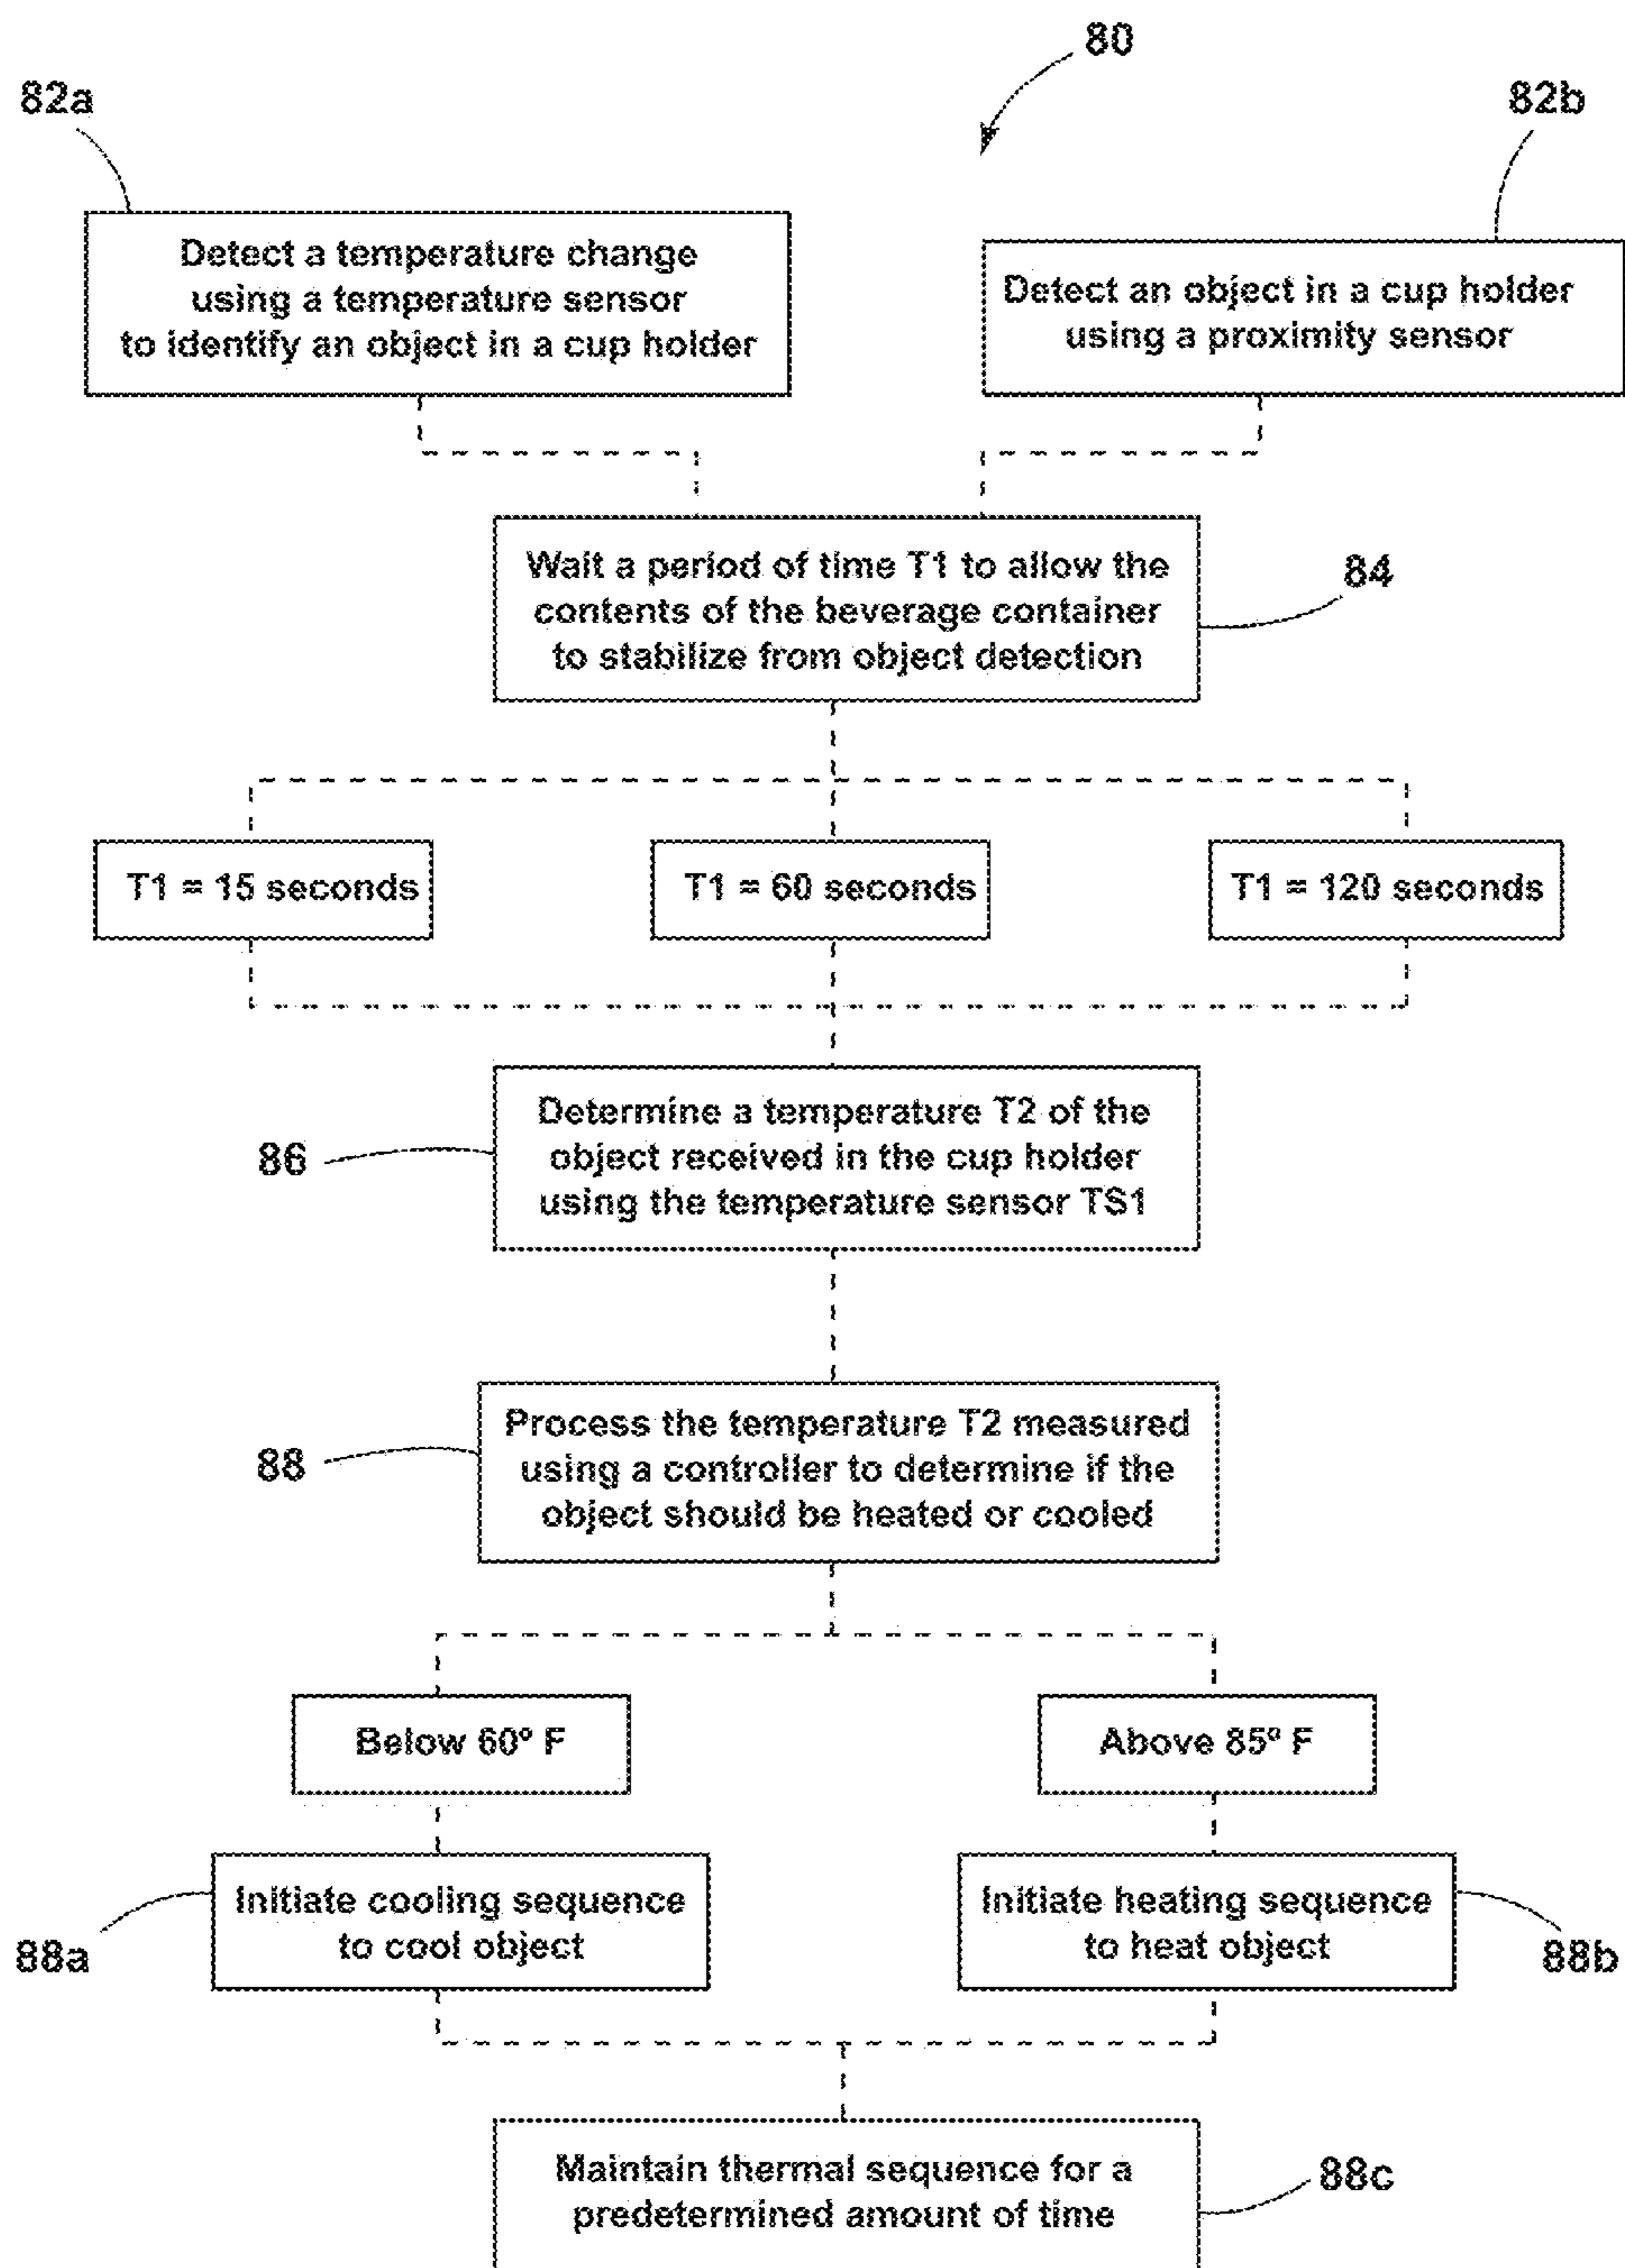 80
82a
82b
Detect a temperature change
using a temperature sensor
to identify an object in a cup holder
Detect an object in a cup holder
using a proximity sensor
Wait a period of time T1 to allow the
contents of the beverage container
to stabilize from object detection
84
T1 = 15 seconds
T1 = 60 seconds
T1 = 120 seconds
Determine a temperature T2 of the
object received in the cup holder
using the temperature sensor TS1
86
Process the temperature T2 measured
using a controller to determine if the
object should be heated or cooled
88
Below 60º F
Above 85º F
Initiate cooling sequence
to cool object
88a
Initiate heating sequence
to heat object
88b
Maintain thermal sequence for a
predetermined amount of time
88c